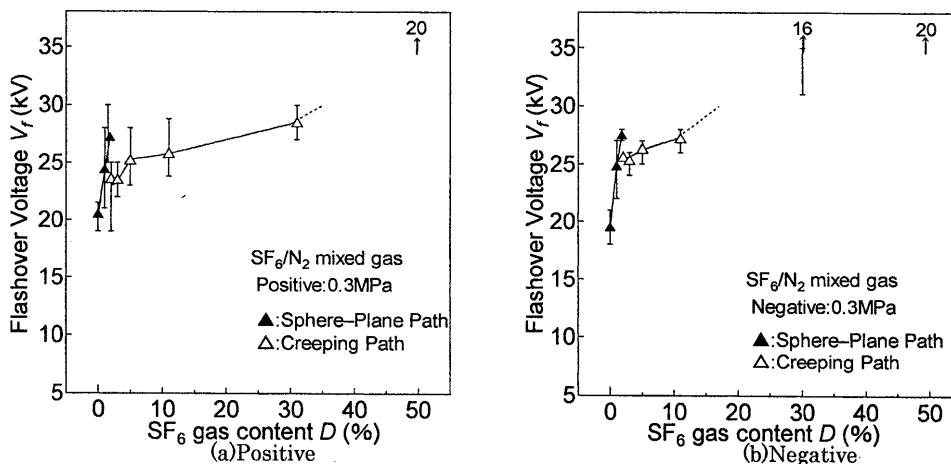 20
35
30
25
20
15
10
5
Flashover Voltage Vf (kV)
SF6/N2 mixed gas
Positive:0.3MPa
▲:Sphere–Plane Path
△:Creeping Path
0 10 20 30 40 50
SF6 gas content D (%)
(a)Positive
16 20
35
30
25
20
15
10
5
Flashover Voltage Vf (kV)
SF6/N2 mixed gas
Negative:0.3MPa
▲:Sphere–Plane Path
△:Creeping Path
0 10 20 30 40 50
SF6 gas content D (%)
(b)Negative